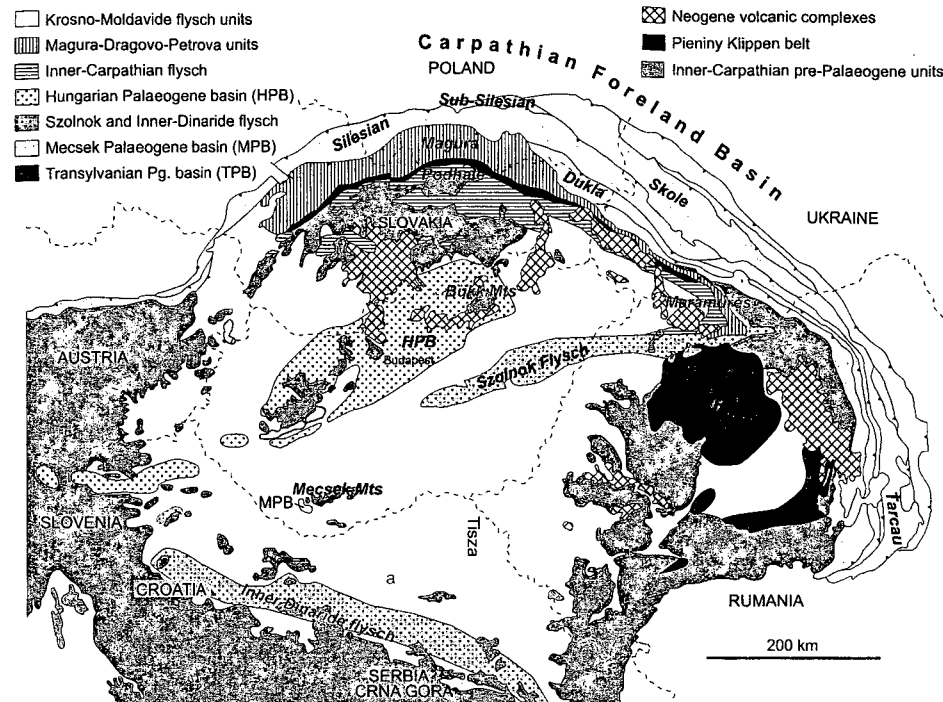 Krosno-Moldavide flysch units
Magura-Dragovo-Petrova units
Inner-Carpathian flysch
Hungarian Palaeogene basin (HPB)
Szolnok and Inner-Dinaride flysch
Mecsek Palaeogene basin (MPB)
Transylvanian Pg. basin (TPB)
Neogene volcanic complexes
Pieniny Klippen belt
Inner-Carpathian pre-Palaeogene units
Carpathian Foreland Basin
POLAND
Sub-Silesian
Silesian
Magura
Podhale
Dukla
Skole
UKRAINE
SLOVAKIA
Maramures
Bukk Mts
AUSTRIA
HPB
Budapest
Szolnok Flysch
Mecsek Mts
MPB
SLOVENIA
Tisza
Tarcau
a
CROATIA
Inner-Dinaride flysch
RUMANIA
200 km
SERBIA
CRNA GORA